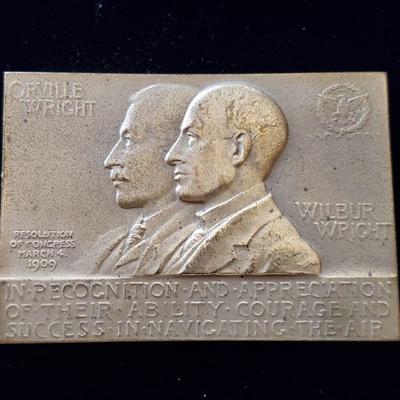 ORVILLE
WRIGHT
WILBUR
WRIGHT
RESOLUTION
OF CONGRESS
MARCH 4
1909
IN·RECOGNITION·AND·APPRECIATION
OF·THEIR·ABILITY·COURAGE·AND
SUCCESS·IN·NAVIGATING·THE·AIR